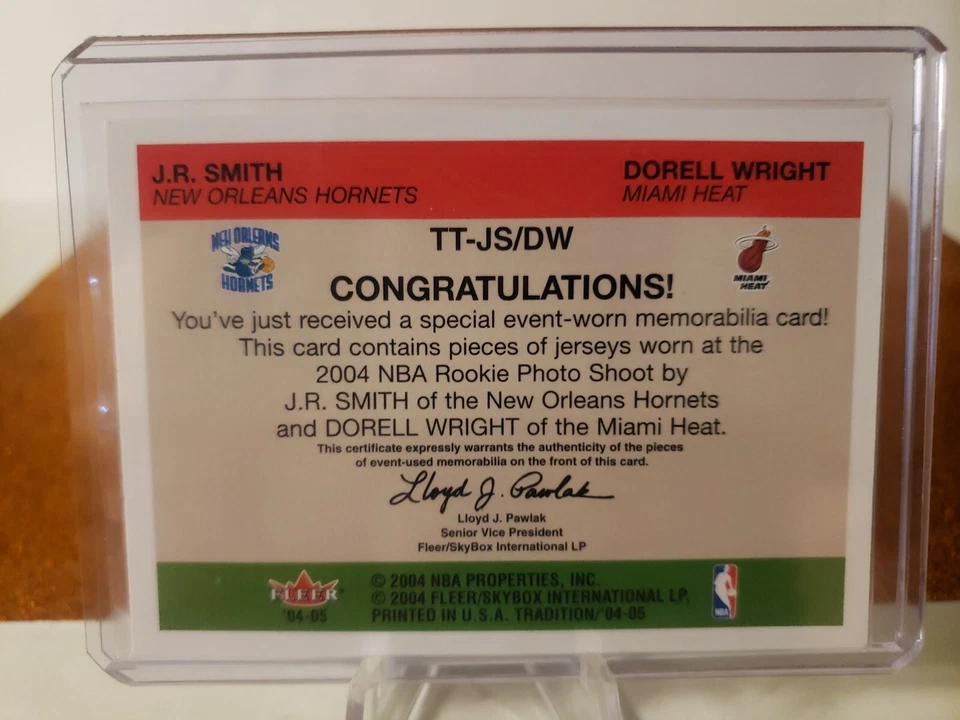 J.R. SMITH
NEW ORLEANS HORNETS
DORELL WRIGHT
MIAMI HEAT
NEW ORLEANS
HORNETS
TT-JS/DW
MIAMI
HEAT
CONGRATULATIONS!
You've just received a special event-worn memorabilia card!
This card contains pieces of jerseys worn at the
2004 NBA Rookie Photo Shoot by
J.R. SMITH of the New Orleans Hornets
and DORELL WRIGHT of the Miami Heat.
This certificate expressly warrants the authenticity of the pieces
of event-used memorabilia on the front of this card.
Lloyd J. Pawlak
Lloyd J. Pawlak
Senior Vice President
Fleer/SkyBox International LP
FLEER
'04-05
© 2004 NBA PROPERTIES, INC.
© 2004 FLEER/SKYBOX INTERNATIONAL LP,
PRINTED IN U.S.A. TRADITION/'04-05
NBA